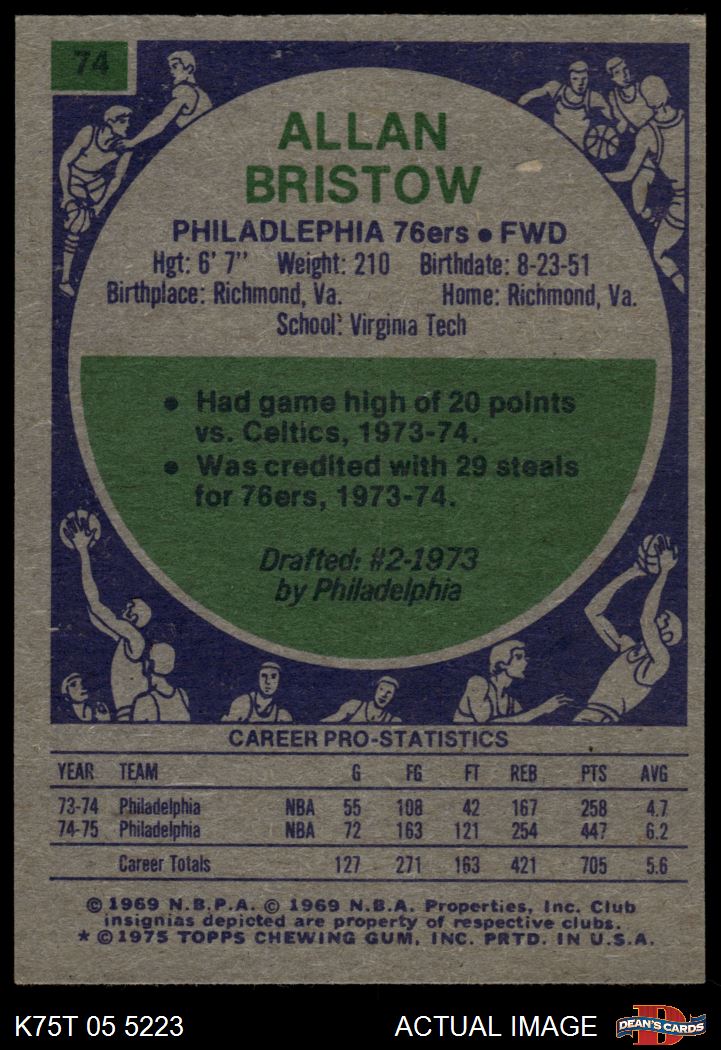 74
ALLAN
BRISTOW
PHILADLEPHIA 76ers • FWD
Hgt: 6' 7" Weight: 210 Birthdate: 8-23-51
Birthplace: Richmond, Va. Home: Richmond, Va.
School: Virginia Tech
• Had game high of 20 points
vs. Celtics, 1973-74.
• Was credited with 29 steals
for 76ers, 1973-74.
Drafted: #2-1973
by Philadelphia
CAREER PRO-STATISTICS
YEAR TEAM G FG FT REB PTS AVG
73-74 Philadelphia NBA 55 108 42 167 258 4.7
74-75 Philadelphia NBA 72 163 121 254 447 6.2
Career Totals 127 271 163 421 705 5.6
© 1969 N.B.P.A. © 1969 N.B.A. Properties, Inc. Club
insignias depicted are property of respective clubs.
* © 1975 TOPPS CHEWING GUM, INC. PRTD. IN U.S.A.
K75T 05 5223 ACTUAL IMAGE D DEAN'S CARDS